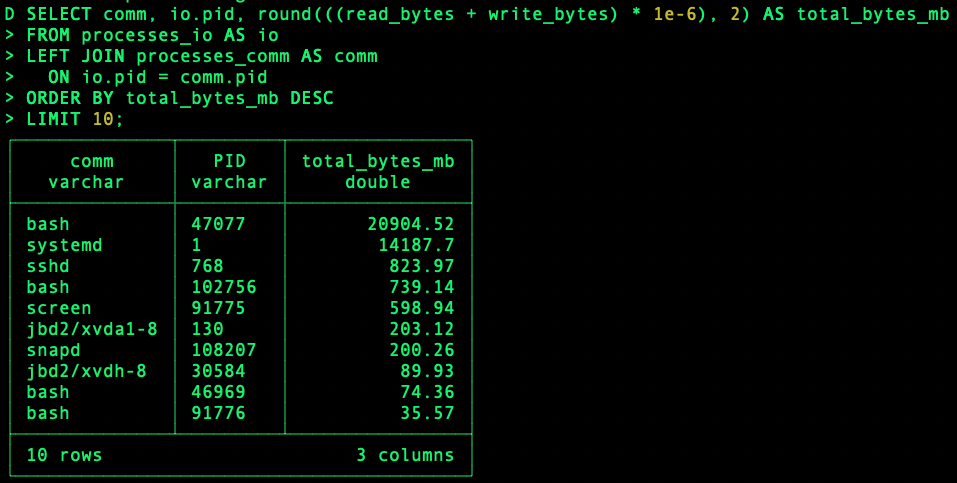 D SELECT comm, io.pid, round(((read_bytes + write_bytes) * 1e-6), 2) AS total_bytes_mb
> FROM processes_io AS io
> LEFT JOIN processes_comm AS comm
>   ON io.pid = comm.pid
> ORDER BY total_bytes_mb DESC
> LIMIT 10;
comm PID total_bytes_mb
varchar varchar double
bash 47077 20904.52
systemd 1 14187.7
sshd 768 823.97
bash 102756 739.14
screen 91775 598.94
jbd2/xvda1-8 130 203.12
snapd 108207 200.26
jbd2/xvdh-8 30584 89.93
bash 46969 74.36
bash 91776 35.57
10 rows 3 columns